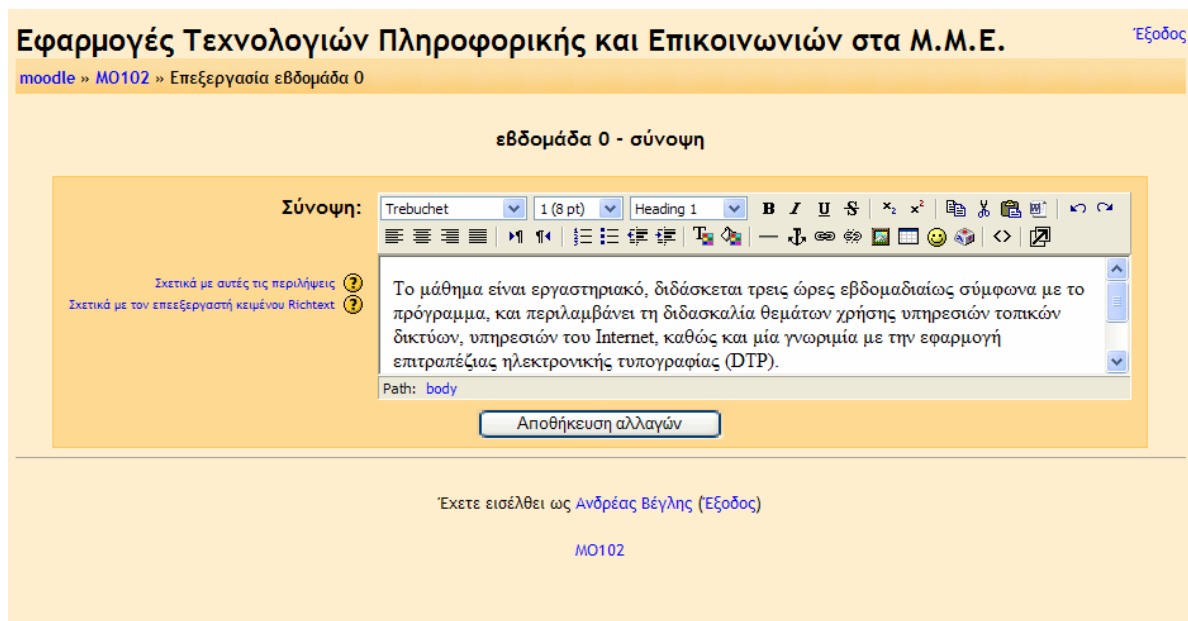 Εφαρμογές Τεχνολογιών Πληροφορικής και Επικοινωνιών στα Μ.Μ.Ε.
Έξοδος
moodle » MO102 » Επεξεργασία εβδομάδα 0
εβδομάδα 0 - σύνοψη
Σύνοψη:
Trebuchet 1 (8 pt) Heading 1 B I U S x₂ x²
Σχετικά με αυτές τις περιλήψεις ?
Σχετικά με τον επεξεργαστή κειμένου Richtext ?
Το μάθημα είναι εργαστηριακό, διδάσκεται τρεις ώρες εβδομαδιαίως σύμφωνα με το
πρόγραμμα, και περιλαμβάνει τη διδασκαλία θεμάτων χρήσης υπηρεσιών τοπικών
δικτύων, υπηρεσιών του Internet, καθώς και μία γνωριμία με την εφαρμογή
επιτραπέζιας ηλεκτρονικής τυπογραφίας (DTP).
Path: body
Αποθήκευση αλλαγών
Έχετε εισέλθει ως Ανδρέας Βέγλης (Έξοδος)
MO102